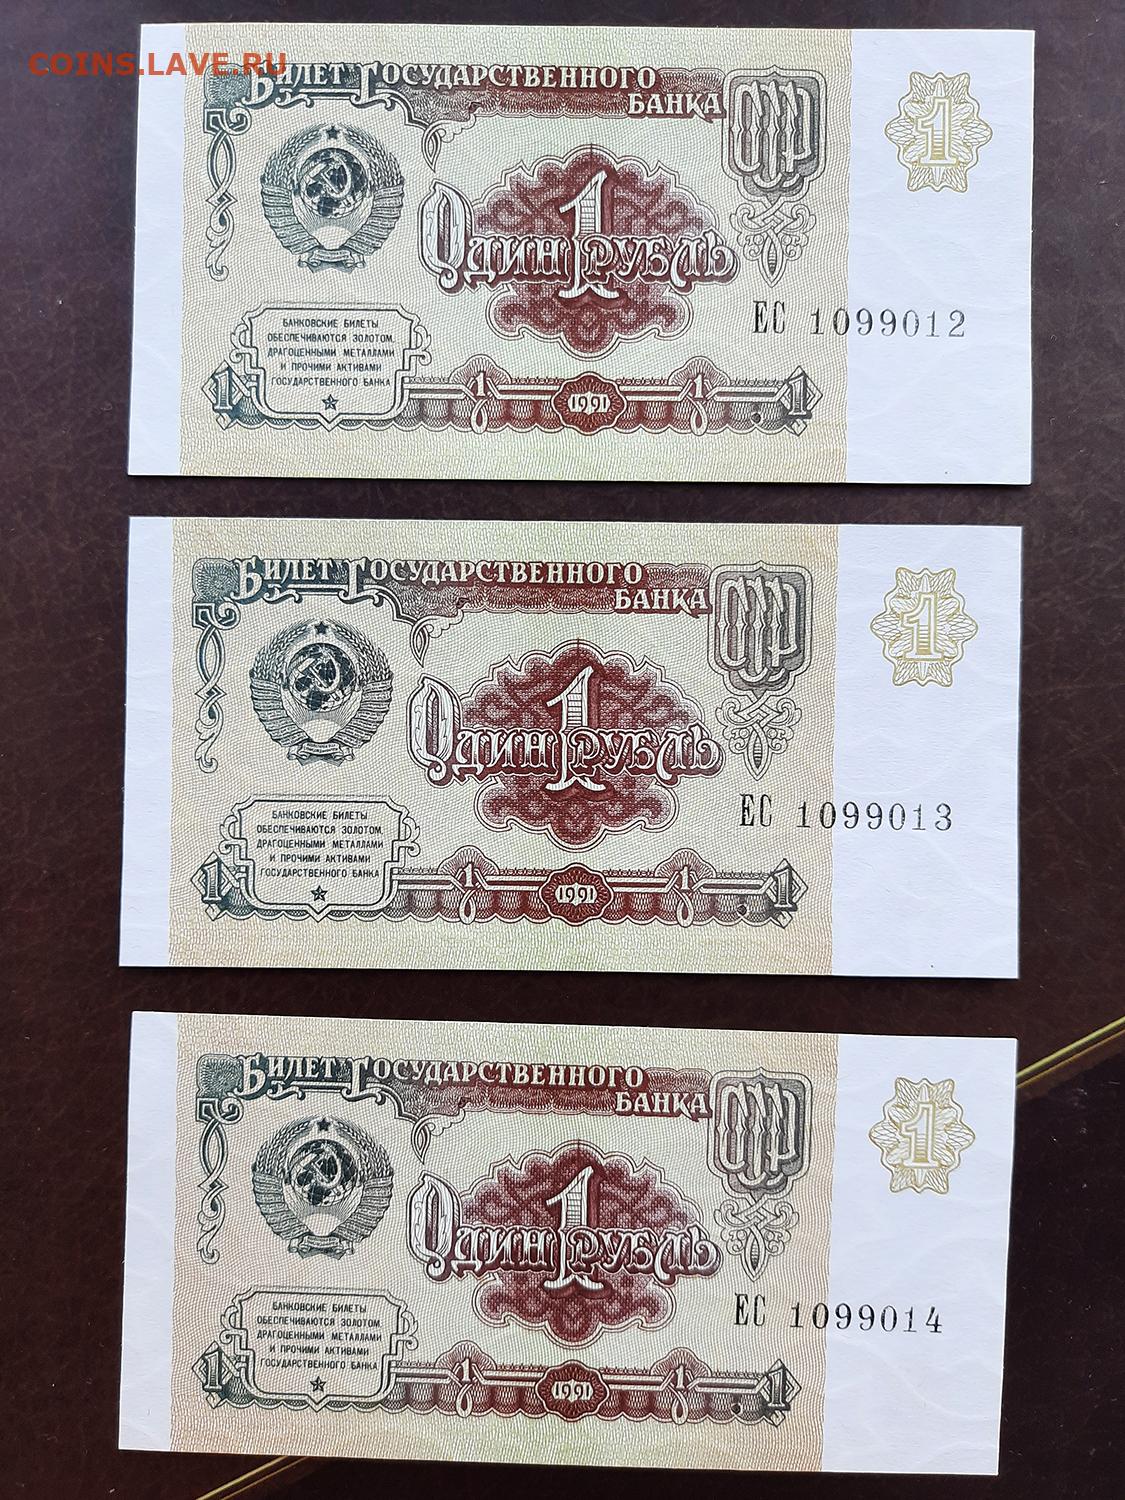 COINS.LAVE.RU
БИЛЕТ ГОСУДАРСТВЕННОГО
БАНКА
1
1
ОДИН РУБЛЬ
ЕС 1099012
БАНКОВСКИЕ БИЛЕТЫ
ОБЕСПЕЧИВАЮТСЯ ЗОЛОТОМ,
ДРАГОЦЕННЫМИ МЕТАЛЛАМИ
И ПРОЧИМИ АКТИВАМИ
ГОСУДАРСТВЕННОГО БАНКА
1 1 1991 1 1
БИЛЕТ ГОСУДАРСТВЕННОГО
БАНКА
1
1
ОДИН РУБЛЬ
ЕС 1099013
БАНКОВСКИЕ БИЛЕТЫ
ОБЕСПЕЧИВАЮТСЯ ЗОЛОТОМ,
ДРАГОЦЕННЫМИ МЕТАЛЛАМИ
И ПРОЧИМИ АКТИВАМИ
ГОСУДАРСТВЕННОГО БАНКА
1 1 1991 1 1
БИЛЕТ ГОСУДАРСТВЕННОГО
БАНКА
1
1
ОДИН РУБЛЬ
ЕС 1099014
БАНКОВСКИЕ БИЛЕТЫ
ОБЕСПЕЧИВАЮТСЯ ЗОЛОТОМ,
ДРАГОЦЕННЫМИ МЕТАЛЛАМИ
И ПРОЧИМИ АКТИВАМИ
ГОСУДАРСТВЕННОГО БАНКА
1 1 1991 1 1